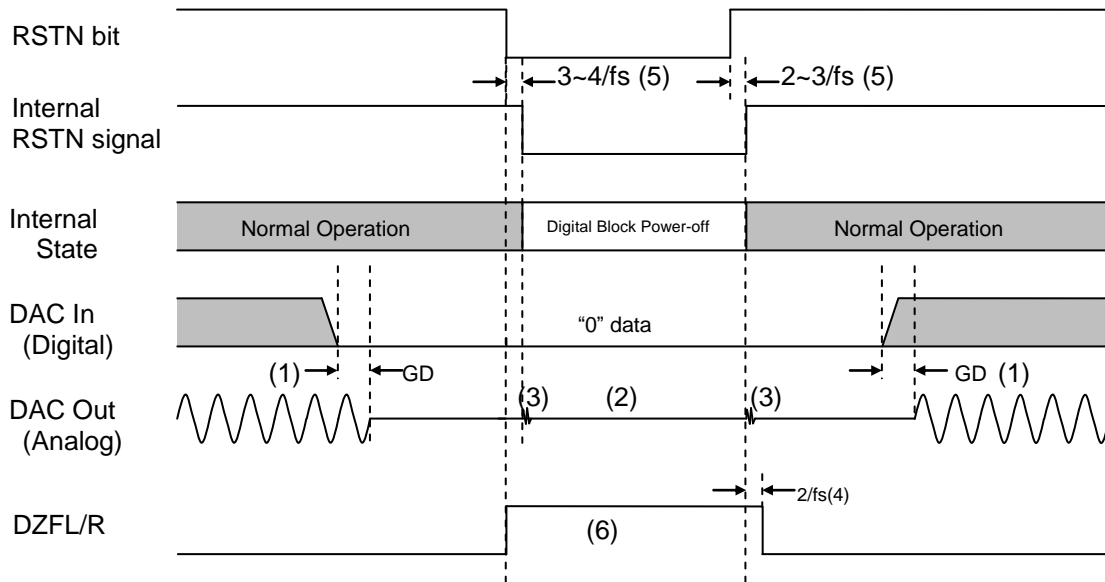 RSTN bit
3~4/fs (5)
2~3/fs (5)
Internal
RSTN signal
Internal
State
Normal Operation
Digital Block Power-off
Normal Operation
DAC In
(Digital)
“0” data
(1)
GD
GD
(1)
DAC Out
(Analog)
(3)
(2)
(3)
2/fs(4)
DZFL/R
(6)